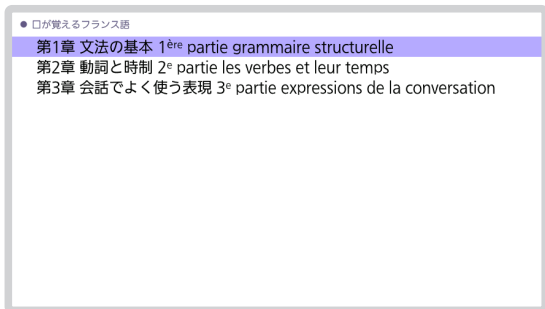 ● 口が覚えるフランス語
第1章 文法の基本 1ère partie grammaire structurelle
第2章 動詞と時制 2e partie les verbes et leur temps
第3章 会話でよく使う表現 3e partie expressions de la conversation